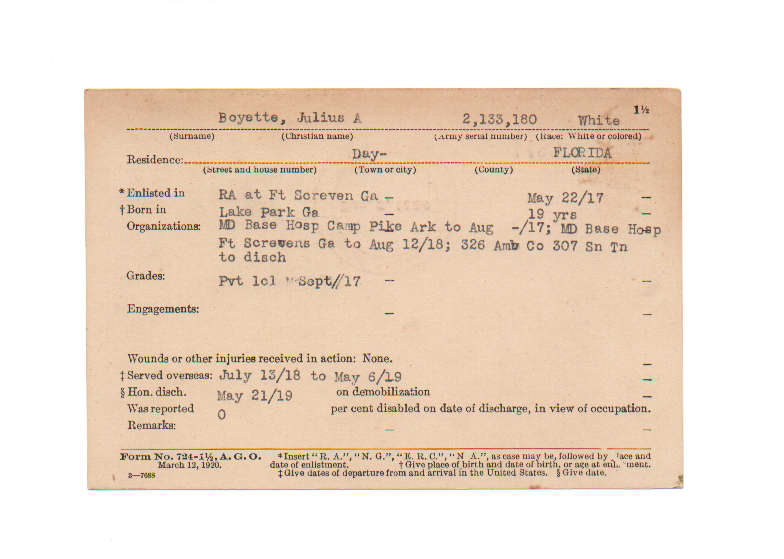 1½
Boyette, Julius A 2,133,180 White
(Surname) (Christian name) (Army serial number) (Race: White or colored)
Residence: Day- FLORIDA
(Street and house number) (Town or city) (County) (State)
*Enlisted in RA at Ft Screven Ga – May 22/17 –
†Born in Lake Park Ga – 19 yrs –
Organizations: MD Base Hosp Camp Pike Ark to Aug -/17; MD Base Hosp
Ft Screvens Ga to Aug 12/18; 326 Amb Co 307 Sn Tn
to disch
Grades: Pvt 1cl Sept//17 – –
Engagements: – –
Wounds or other injuries received in action: None. –
‡Served overseas: July 13/18 to May 6/19 –
§Hon. disch. May 21/19 on demobilization –
Was reported 0 per cent disabled on date of discharge, in view of occupation.
Remarks: – –
Form No. 724-1½, A. G. O. *Insert "R. A.", "N. G.", "E. R. C.", "N A.", as case may be, followed by lace and
March 12, 1920. date of enlistment. †Give place of birth and date of birth, or age at enl. ment.
3—7688 ‡Give dates of departure from and arrival in the United States. §Give date.